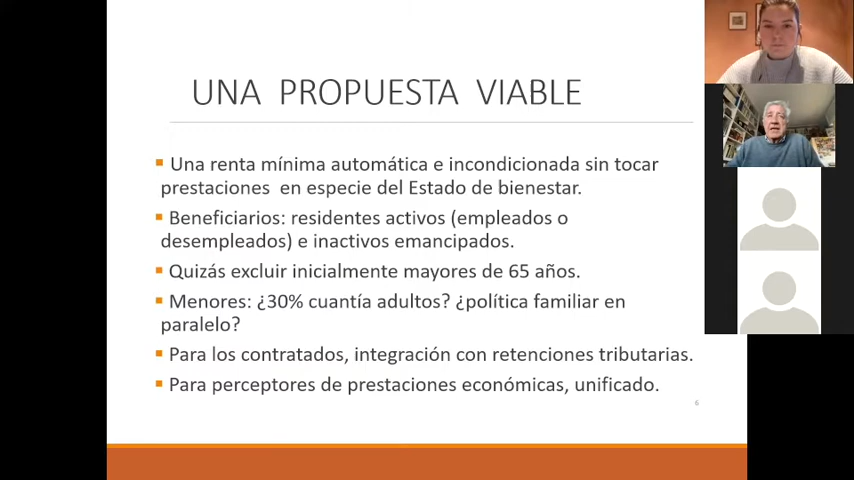 UNA PROPUESTA VIABLE
▪ Una renta mínima automática e incondicionada sin tocar
prestaciones en especie del Estado de bienestar.
▪ Beneficiarios: residentes activos (empleados o
desempleados) e inactivos emancipados.
▪ Quizás excluir inicialmente mayores de 65 años.
▪ Menores: ¿30% cuantía adultos? ¿política familiar en
paralelo?
▪ Para los contratados, integración con retenciones tributarias.
▪ Para perceptores de prestaciones económicas, unificado.
6